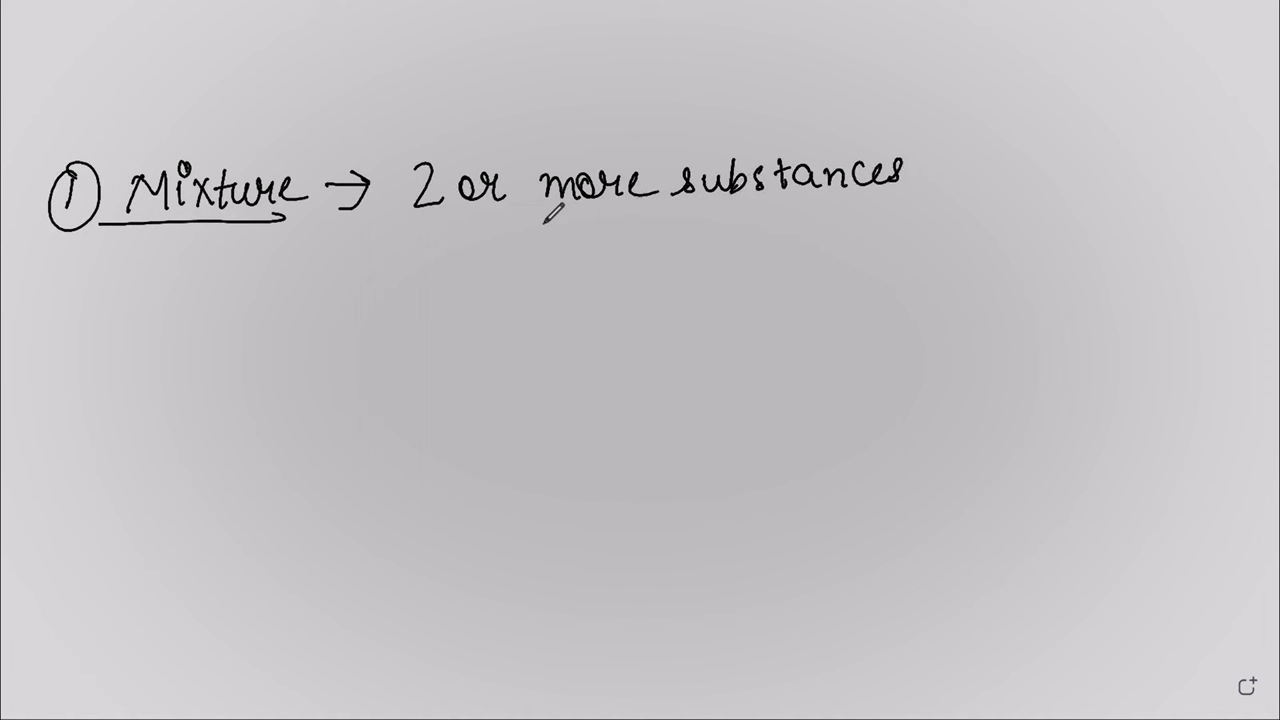 ① Mixture → 2 or more substances